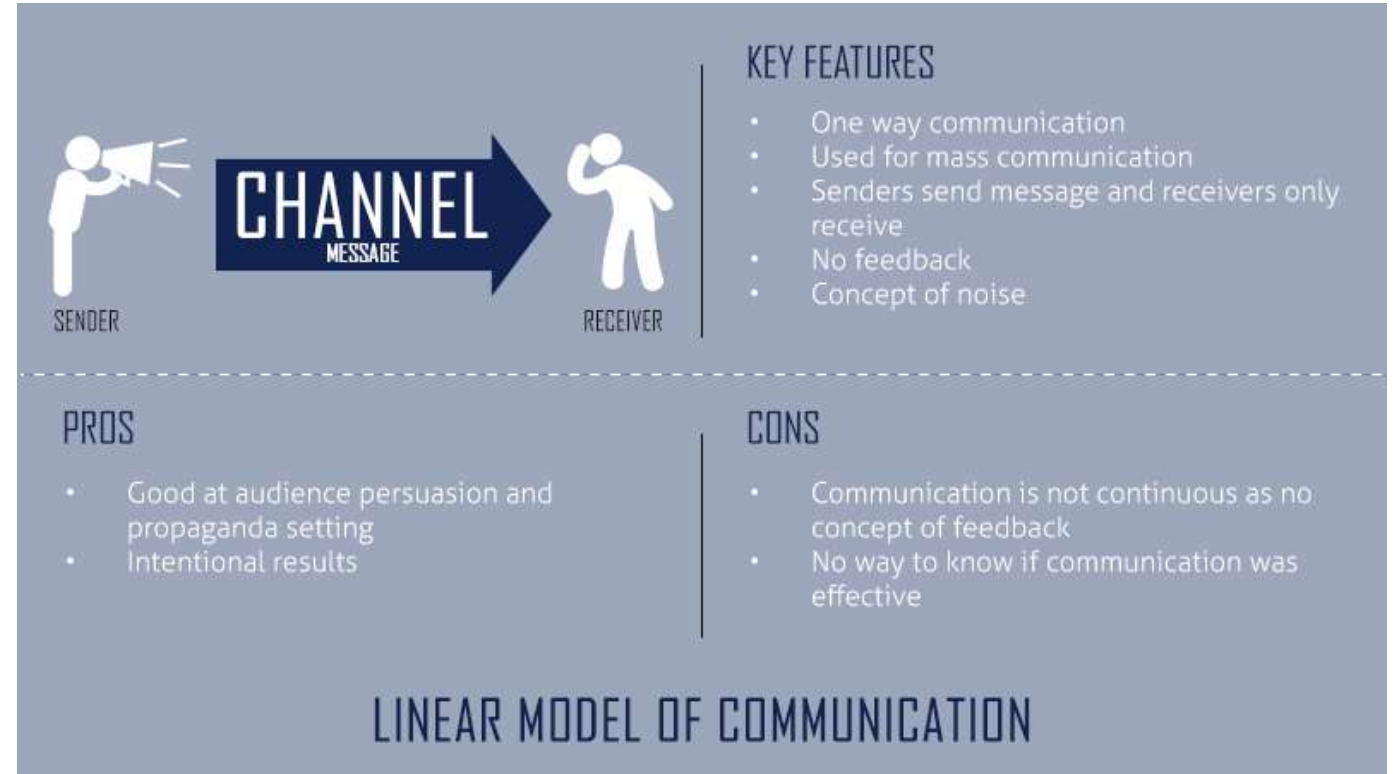 KEY FEATURES
• One way communication
• Used for mass communication
• Senders send message and receivers only
receive
• No feedback
• Concept of noise
CHANNEL
MESSAGE
SENDER
RECEIVER
PROS
• Good at audience persuasion and
propaganda setting
• Intentional results
CONS
• Communication is not continuous as no
concept of feedback
• No way to know if communication was
effective
LINEAR MODEL OF COMMUNICATION